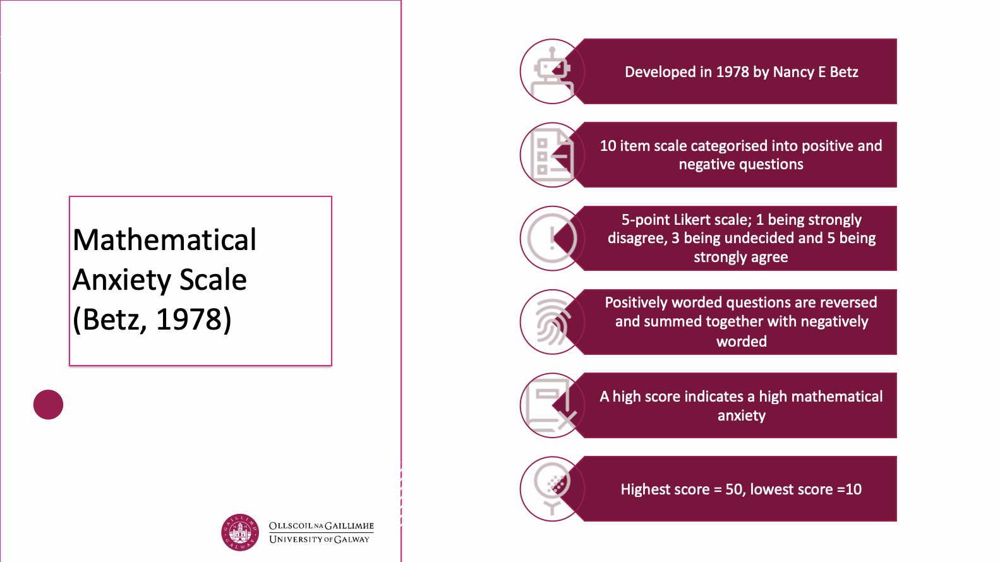 Mathematical
Anxiety Scale
(Betz, 1978)
Developed in 1978 by Nancy E Betz
10 item scale categorised into positive and
negative questions
5-point Likert scale; 1 being strongly
disagree, 3 being undecided and 5 being
strongly agree
Positively worded questions are reversed
and summed together with negatively
worded
A high score indicates a high mathematical
anxiety
Highest score = 50, lowest score =10
GAILLIMH
GALWAY
OLLSCOIL NA GAILLIMHE
UNIVERSITY OF GALWAY